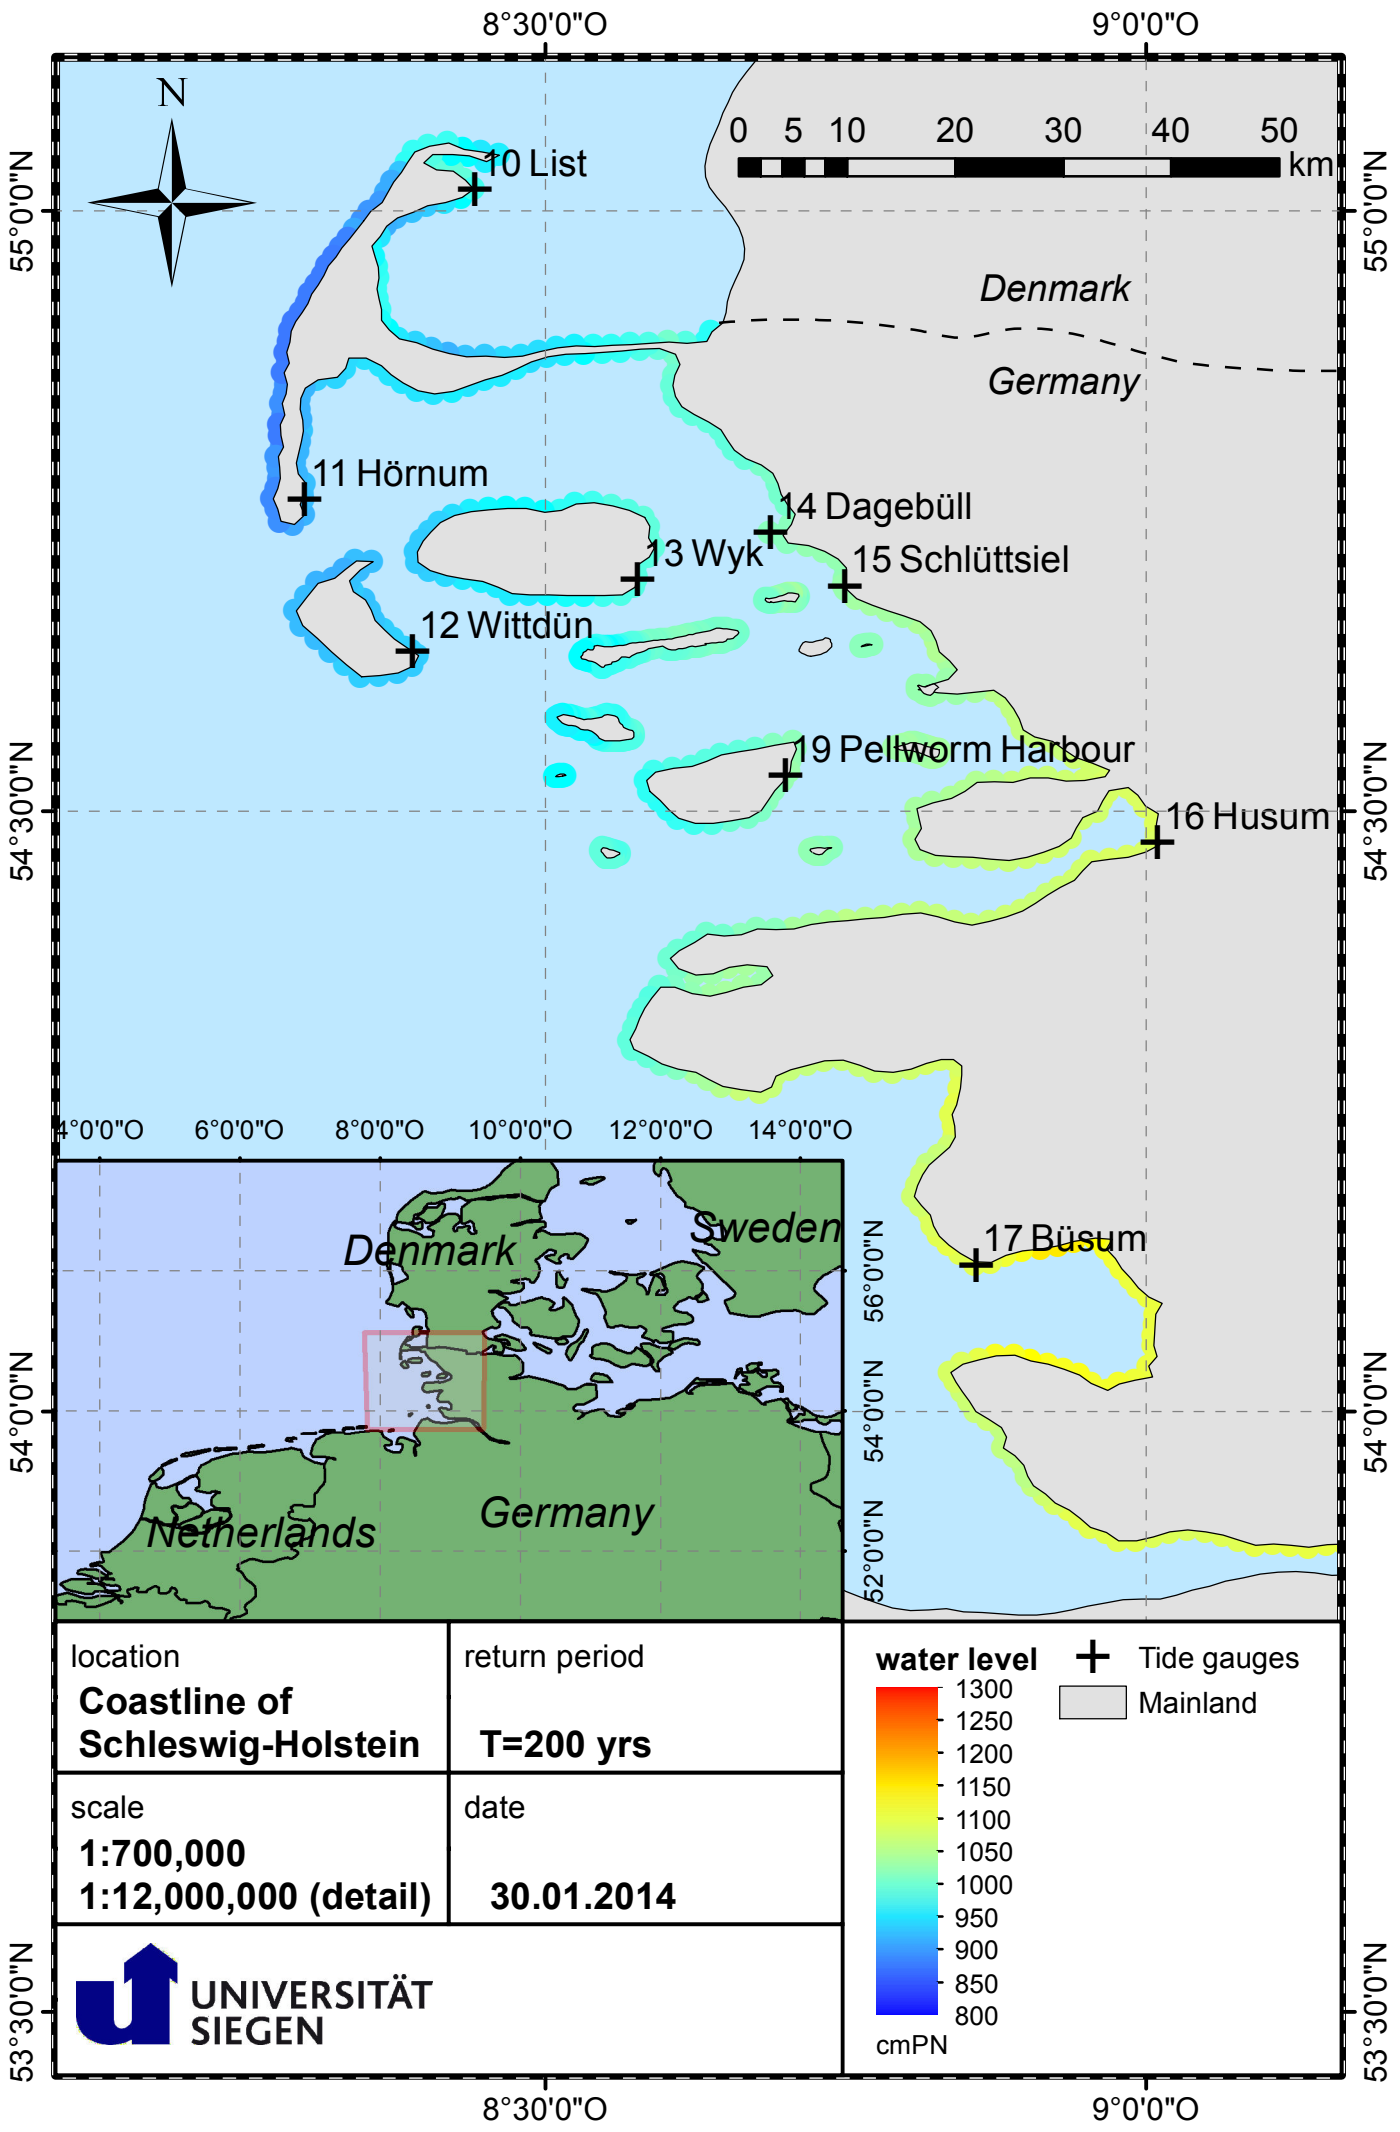 8°30'0"O
9°0'0"O
N
0 5 10 20 30 40 50
km
10 List
55°0'0"N
55°0'0"N
Denmark
Germany
11 Hörnum
14 Dagebüll
13 Wyk
15 Schlüttsiel
12 Wittdün
19 Pellworm Harbour
54°30'0"N
54°30'0"N
16 Husum
4°0'0"O
6°0'0"O
8°0'0"O
10°0'0"O
12°0'0"O
14°0'0"O
Denmark
Sweden
56°0'0"N
17 Büsum
54°0'0"N
54°0'0"N
54°0'0"N
Germany
Netherlands
52°0'0"N
location
Coastline of
Schleswig-Holstein
return period
T=200 yrs
scale
1:700,000
1:12,000,000 (detail)
date
30.01.2014
UNIVERSITÄT
SIEGEN
water level
1300
1250
1200
1150
1100
1050
1000
950
900
850
800
cmPN
Tide gauges
Mainland
53°30'0"N
53°30'0"N
8°30'0"O
9°0'0"O